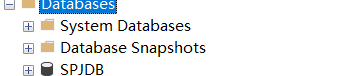 Databases
System Databases
Database Snapshots
SPJDB